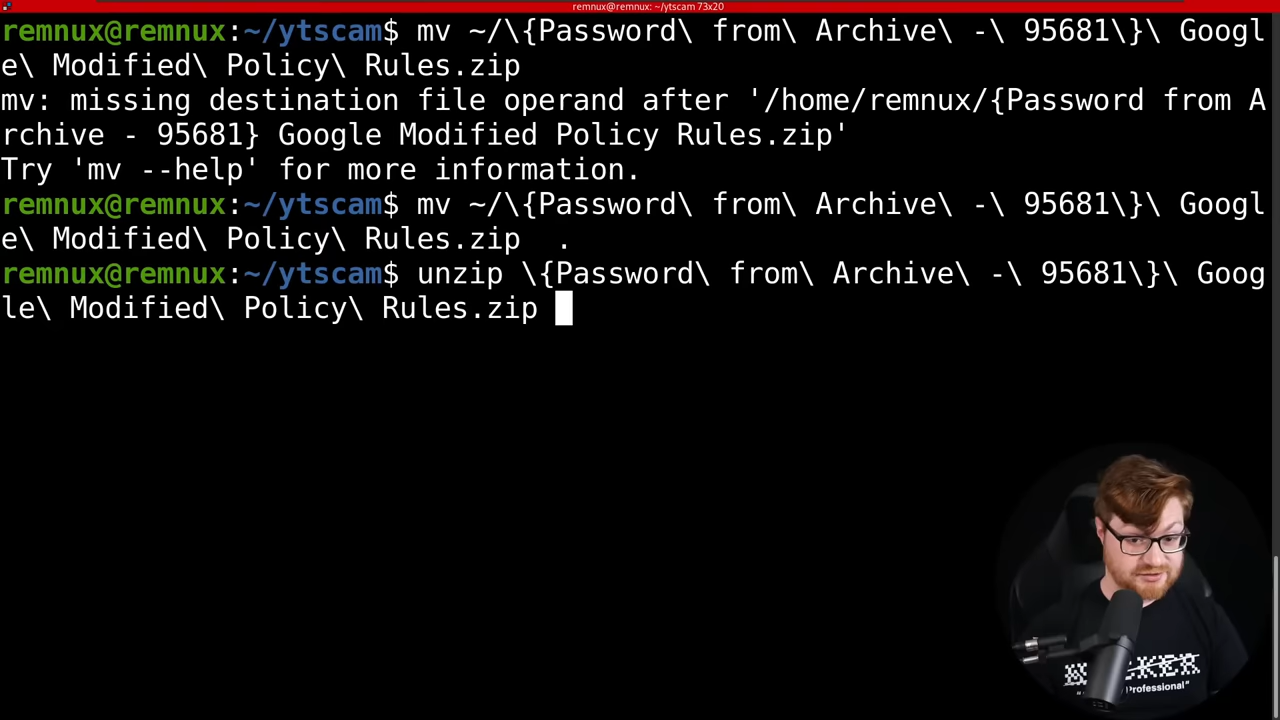 remnux@remnux: ~/ytscam 73x20
remnux@remnux:~/ytscam$ mv ~/\{Password\ from\ Archive\ -\ 95681\}\ Googl
e\ Modified\ Policy\ Rules.zip
mv: missing destination file operand after '/home/remnux/{Password from A
rchive - 95681} Google Modified Policy Rules.zip'
Try 'mv --help' for more information.
remnux@remnux:~/ytscam$ mv ~/\{Password\ from\ Archive\ -\ 95681\}\ Googl
e\ Modified\ Policy\ Rules.zip  .
remnux@remnux:~/ytscam$ unzip \{Password\ from\ Archive\ -\ 95681\}\ Goog
le\ Modified\ Policy\ Rules.zip
Professional"